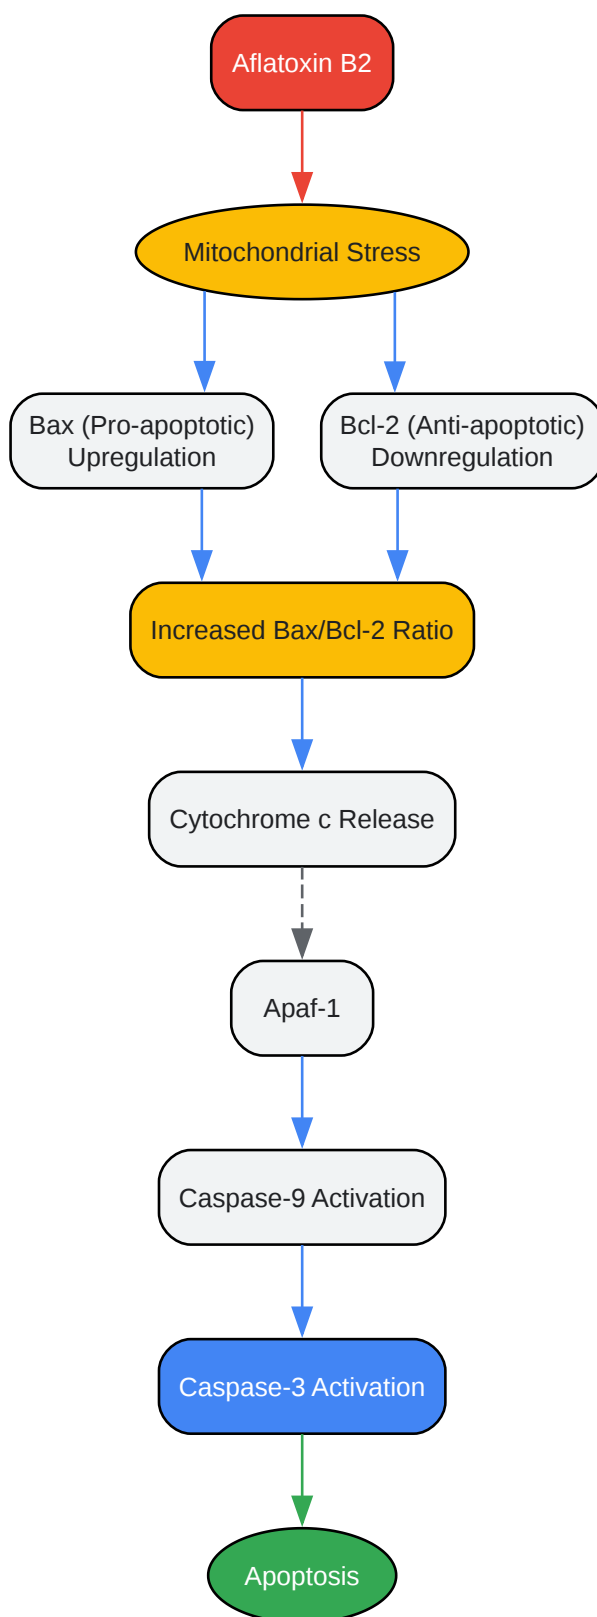 Aflatoxin B2
Mitochondrial Stress
Bax (Pro-apoptotic)
Upregulation
Bcl-2 (Anti-apoptotic)
Downregulation
Increased Bax/Bcl-2 Ratio
Cytochrome c Release
Apaf-1
Caspase-9 Activation
Caspase-3 Activation
Apoptosis